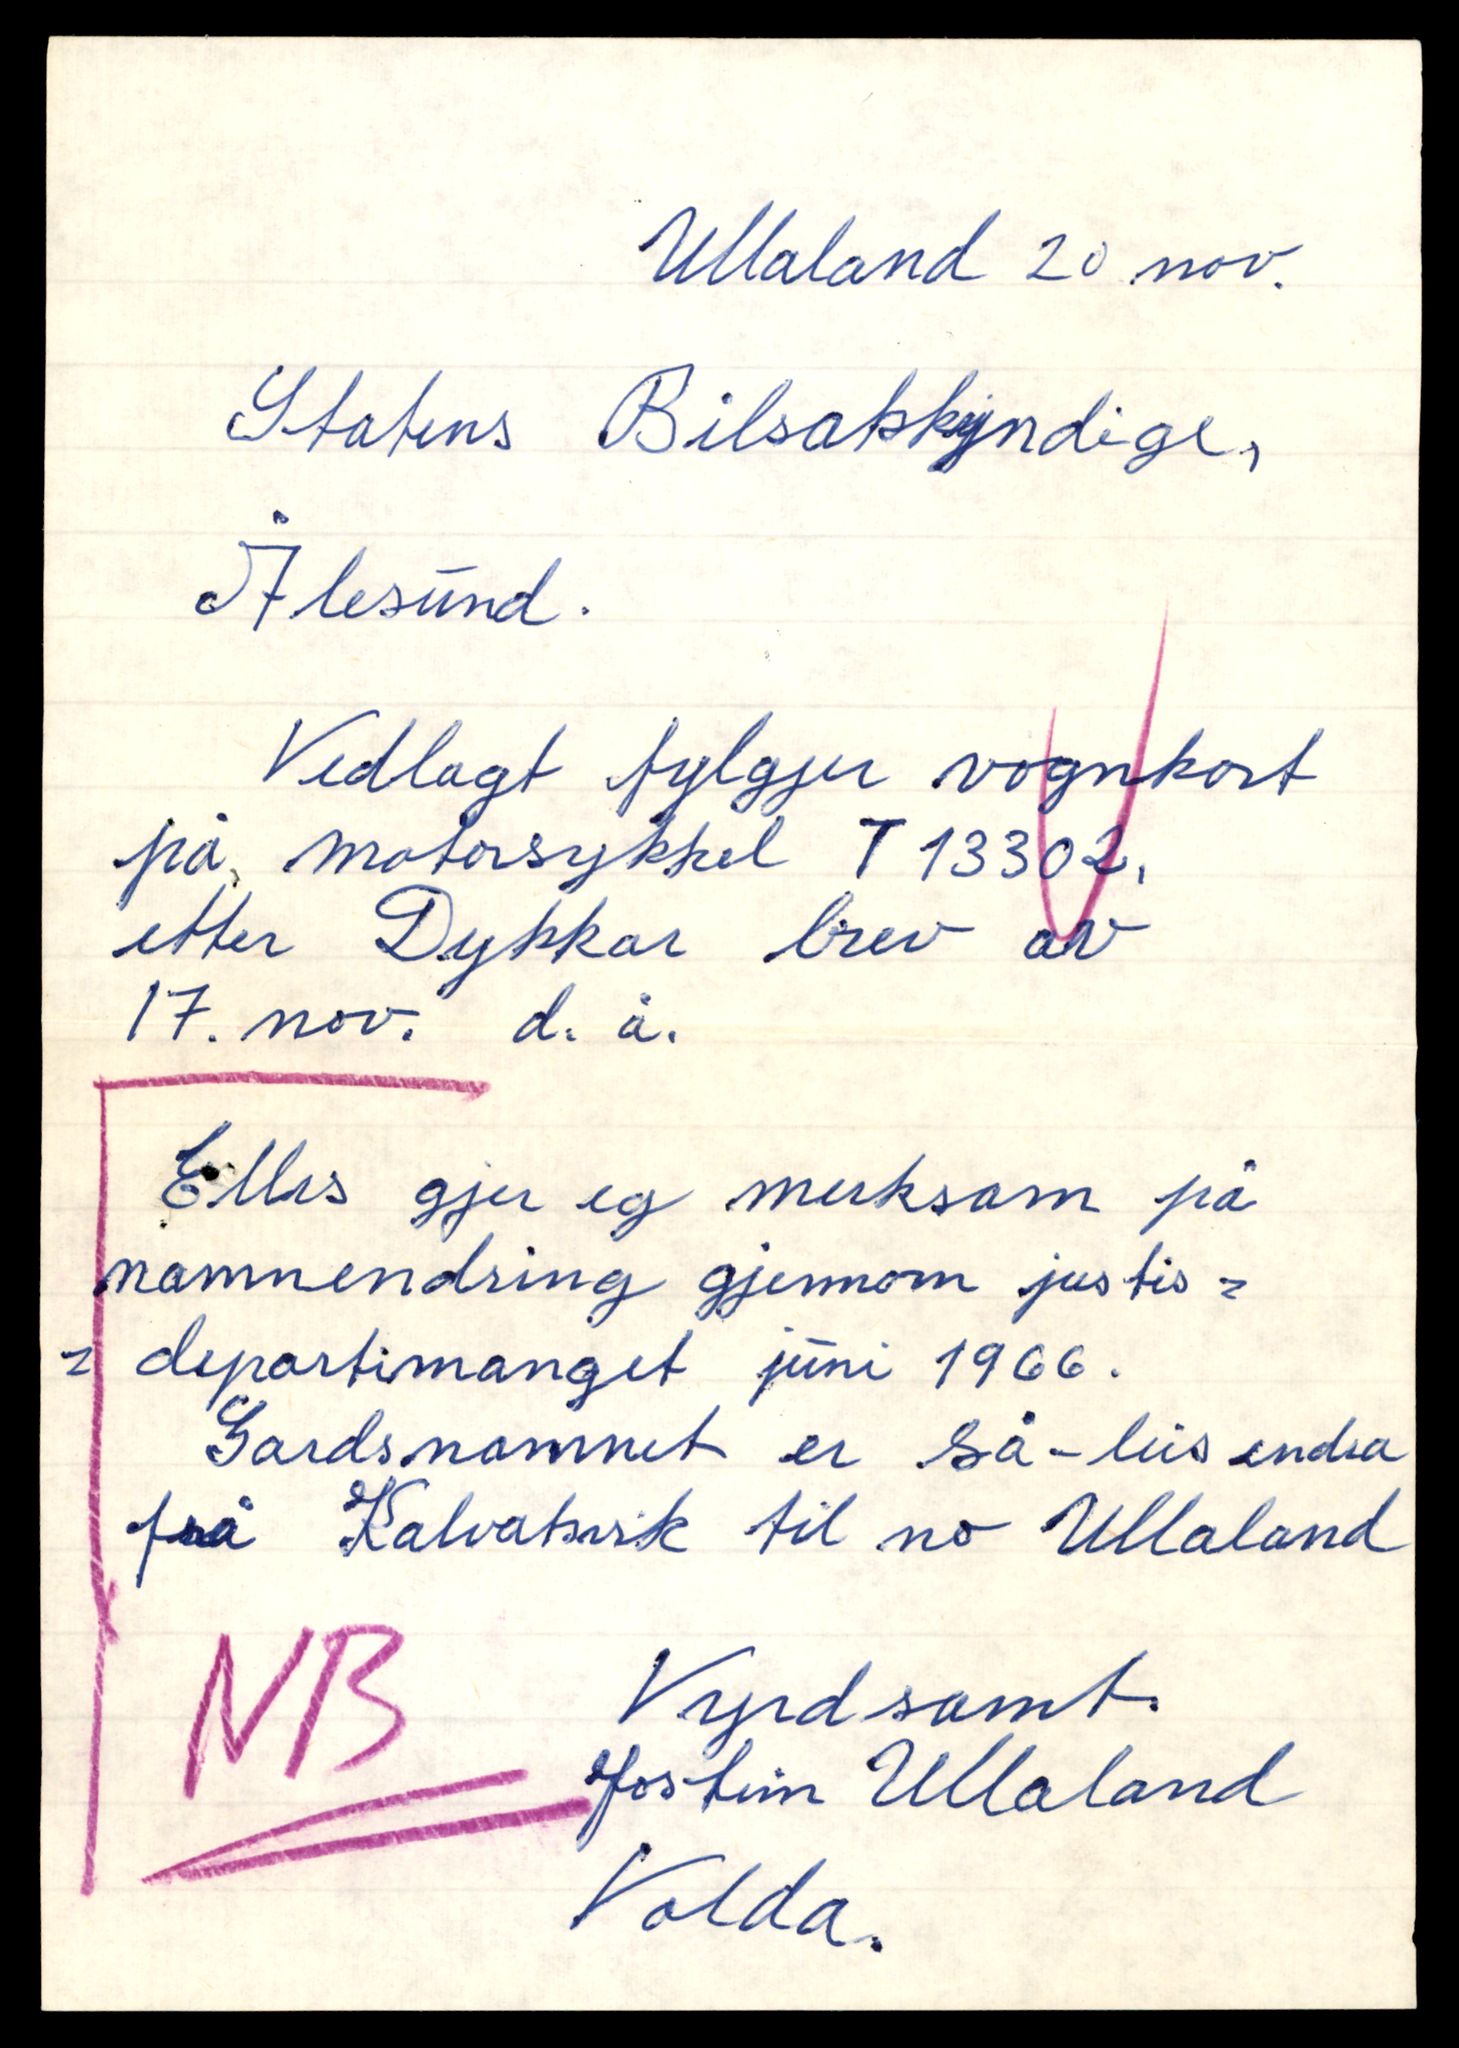 Ullaland 20 nov.
Statens Bilsakkyndige,
Ålesund.
Vedlagt fylgjer vognkort
på motorsykkel T 13302,
etter Dykkar brev av
17. nov. d. å.
Elles gjer eg merksam på
namnendring gjennom justis=
= departimanget juni 1966.
Gardsnamnet er så-leis endra
frå Kalvatsvik til no Ullaland
NB
Vyrdsamt.
Jostein Ullaland
Volda.